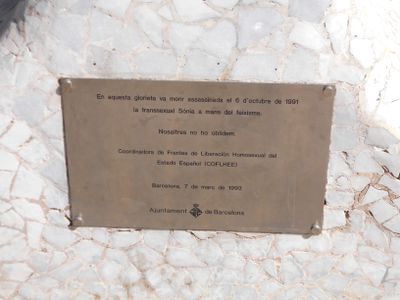 En aquesta glorieta va morir assassinada el 6 d'octubre de 1991
la transsexual Sònia a mans del feixisme.
Nosaltres no ho oblidem.
Coordinadora de Frentes de Liberación Homosexual del
Estado Español (COFLHEE)
Barcelona, 7 de març de 1993
Ajuntament de Barcelona